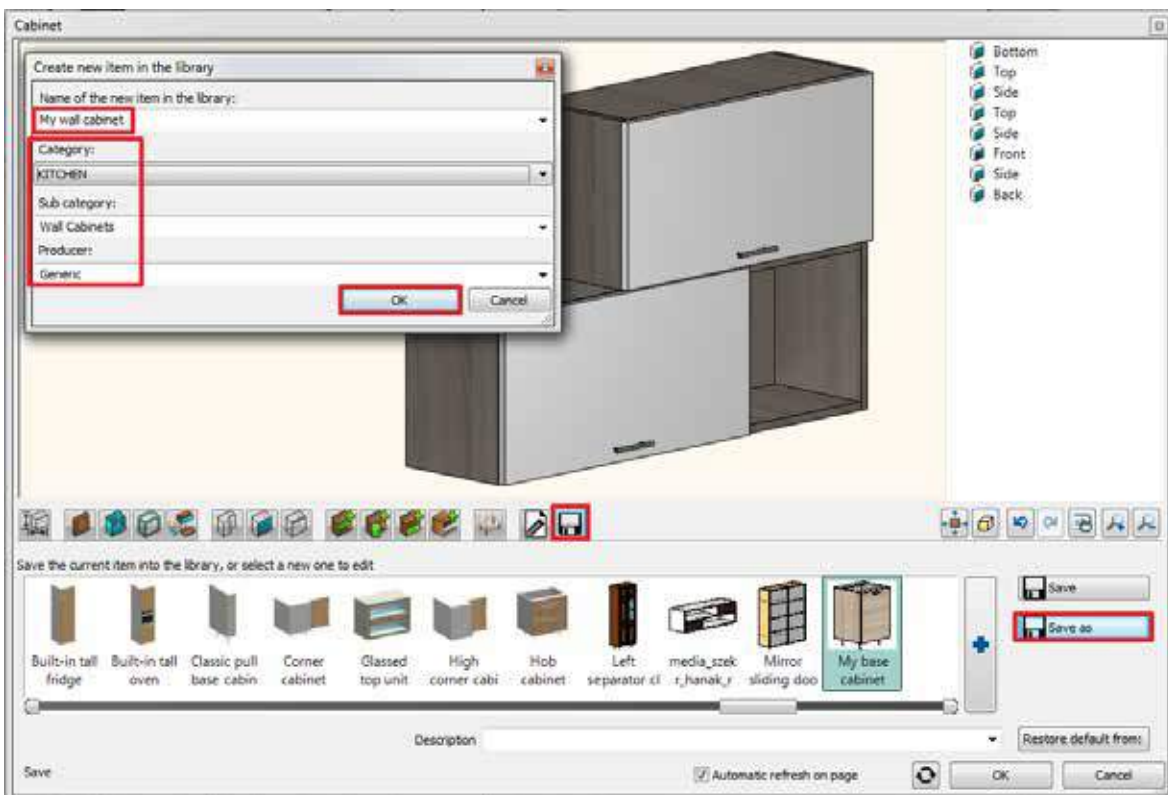 Cabinet
Create new item in the library
Name of the new item in the library:
My wall cabinet
Category:
KITCHEN
Sub category:
Wall Cabinets
Producer:
Generic
OK
Cancel
Bottom
Top
Side
Top
Side
Front
Side
Back
Save the current item into the library, or select a new one to edit
Built-in tall
fridge
Built-in tall
oven
Classic pull
base cabin
Corner
cabinet
Glassed
top unit
High
corner cabi
Hob
cabinet
Left
separator cl
media_szek
r_hanak_r
Mirror
sliding doo
My base
cabinet
Save
Save as
Description
Restore default from:
Save
Automatic refresh on page
OK
Cancel